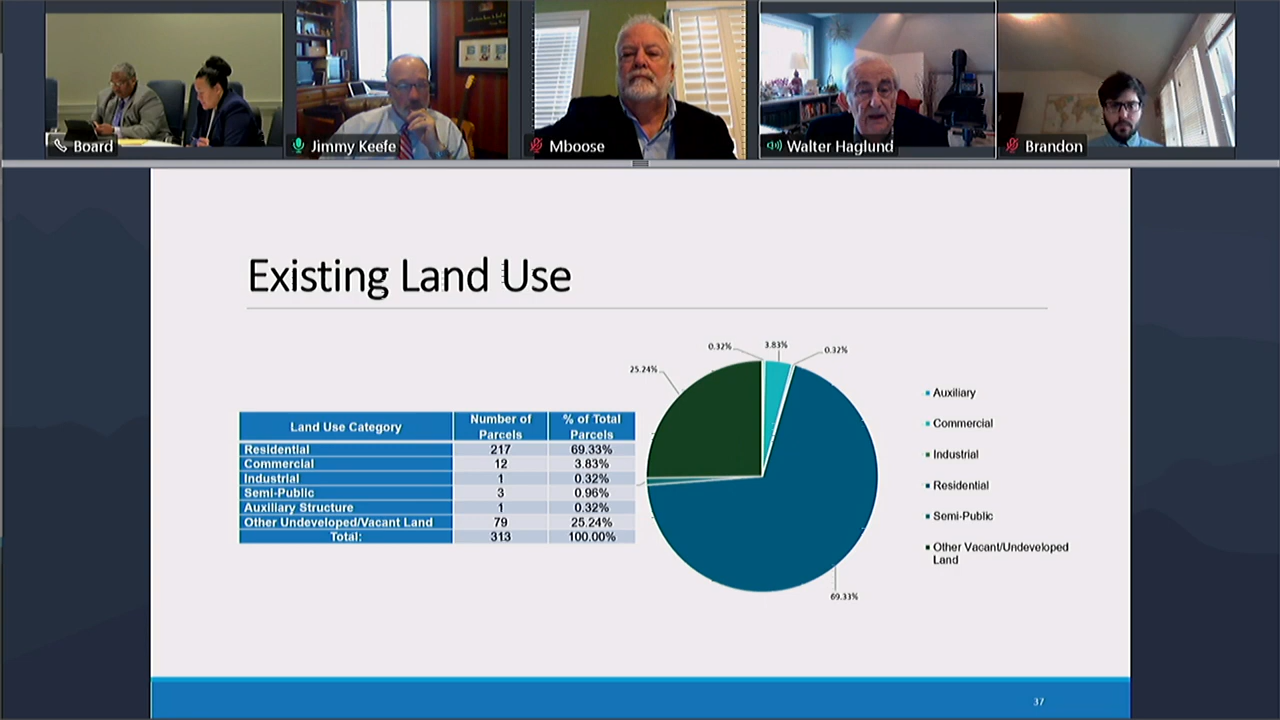 Board
Jimmy Keefe
Mboose
Walter Haglund
Brandon
Existing Land Use
Land Use Category Number of Parcels % of Total Parcels
Residential 217 69.33%
Commercial 12 3.83%
Industrial 1 0.32%
Semi-Public 3 0.96%
Auxiliary Structure 1 0.32%
Other Undeveloped/Vacant Land 79 25.24%
Total: 313 100.00%
0.32%
3.83%
0.32%
25.24%
69.33%
Auxiliary
Commercial
Industrial
Residential
Semi-Public
Other Vacant/Undeveloped
Land
37